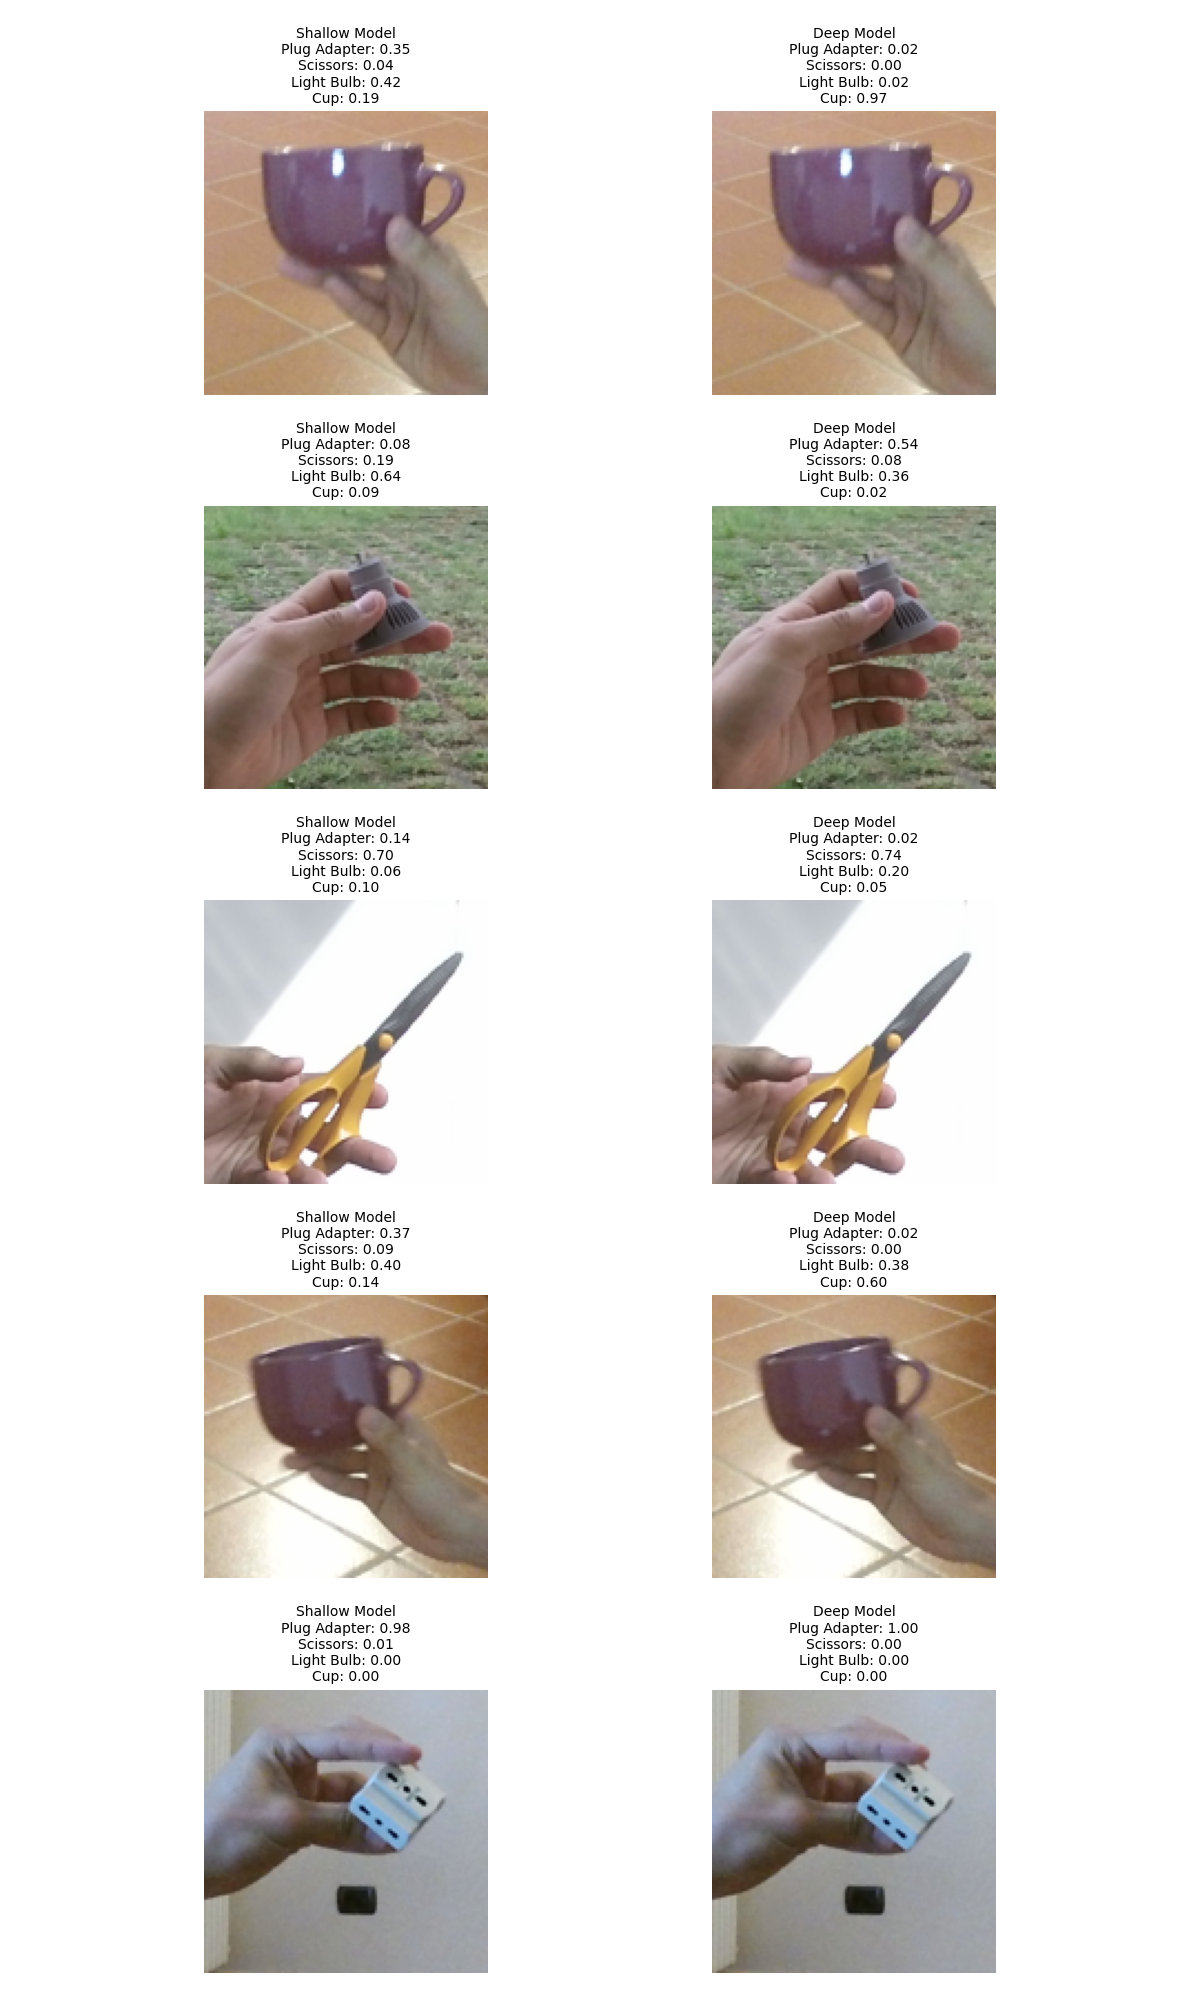 Shallow Model
Plug Adapter: 0.35
Scissors: 0.04
Light Bulb: 0.42
Cup: 0.19
Deep Model
Plug Adapter: 0.02
Scissors: 0.00
Light Bulb: 0.02
Cup: 0.97
Shallow Model
Plug Adapter: 0.08
Scissors: 0.19
Light Bulb: 0.64
Cup: 0.09
Deep Model
Plug Adapter: 0.54
Scissors: 0.08
Light Bulb: 0.36
Cup: 0.02
Shallow Model
Plug Adapter: 0.14
Scissors: 0.70
Light Bulb: 0.06
Cup: 0.10
Deep Model
Plug Adapter: 0.02
Scissors: 0.74
Light Bulb: 0.20
Cup: 0.05
Shallow Model
Plug Adapter: 0.37
Scissors: 0.09
Light Bulb: 0.40
Cup: 0.14
Deep Model
Plug Adapter: 0.02
Scissors: 0.00
Light Bulb: 0.38
Cup: 0.60
Shallow Model
Plug Adapter: 0.98
Scissors: 0.01
Light Bulb: 0.00
Cup: 0.00
Deep Model
Plug Adapter: 1.00
Scissors: 0.00
Light Bulb: 0.00
Cup: 0.00